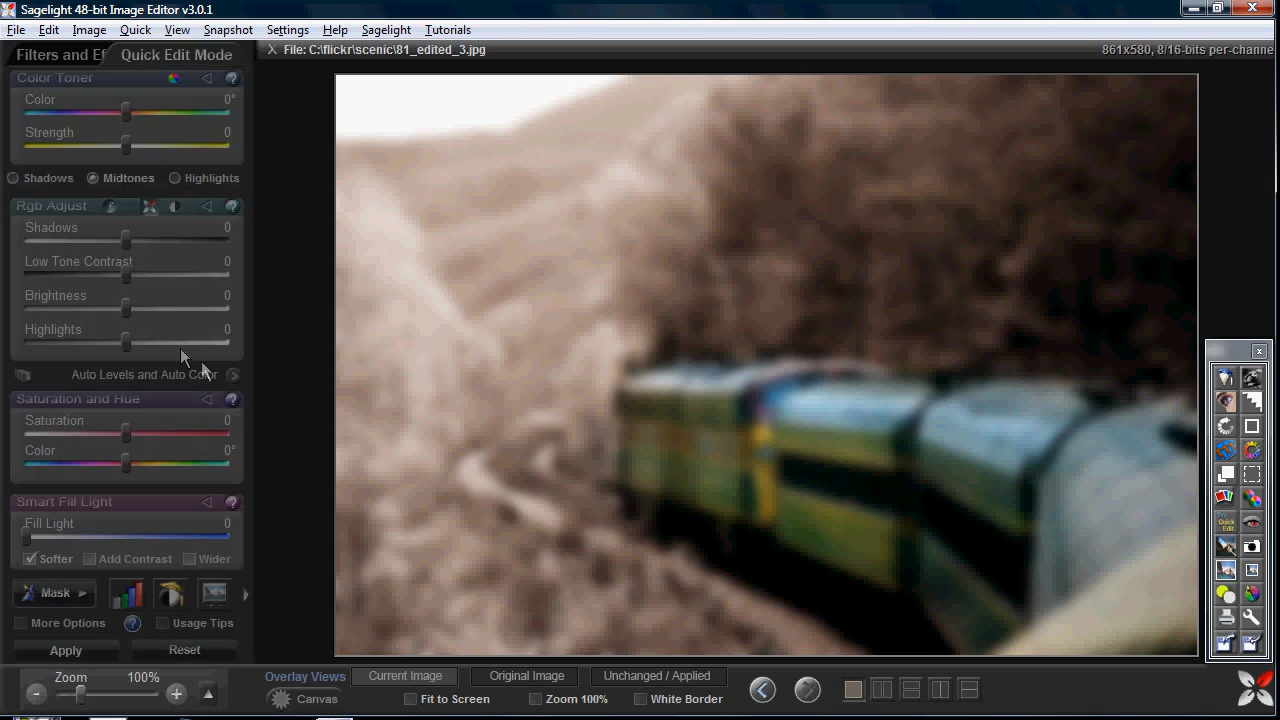 Sagelight 48-bit Image Editor v3.0.1
File Edit Image Quick View Snapshot Settings Help Sagelight Tutorials
Filters and Ef Quick Edit Mode
X File: C:\flickr\scenic\81_edited_3.jpg
861x580, 8/16-bits per-channe
Color Toner
Color 0°
Strength 0
Shadows Midtones Highlights
Rgb Adjust
Shadows 0
Low Tone Contrast 0
Brightness 0
Highlights 0
Auto Levels and Auto Color
Saturation and Hue
Saturation 0
Color 0°
Smart Fill Light
Fill Light 0
Softer Add Contrast Wider
Mask
More Options ? Usage Tips
Apply Reset
Quick
Edit
Zoom 100%
Overlay Views Current Image Original Image Unchanged / Applied
Canvas Fit to Screen Zoom 100% White Border